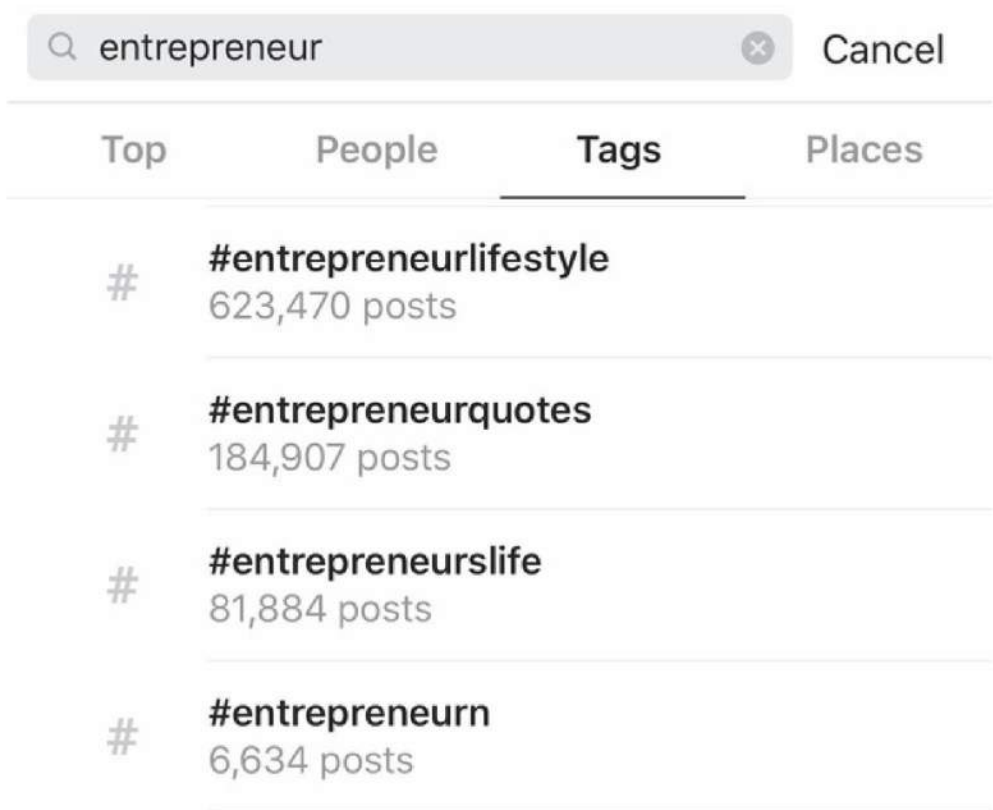 entrepreneur Cancel
Top People Tags Places
# #entrepreneurlifestyle
623,470 posts
# #entrepreneurquotes
184,907 posts
# #entrepreneurslife
81,884 posts
# #entrepreneurn
6,634 posts